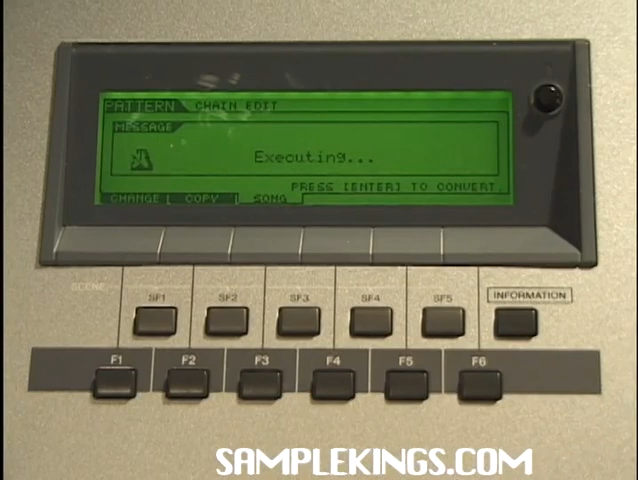 PATTERN CHAIN EDIT
MESSAGE
Executing...
PRESS [ENTER] TO CONVERT.
CHANGE COPY SONG
SCENE
SF1 SF2 SF3 SF4 SF5 INFORMATION
F1 F2 F3 F4 F5 F6
SAMPLEKINGS.COM